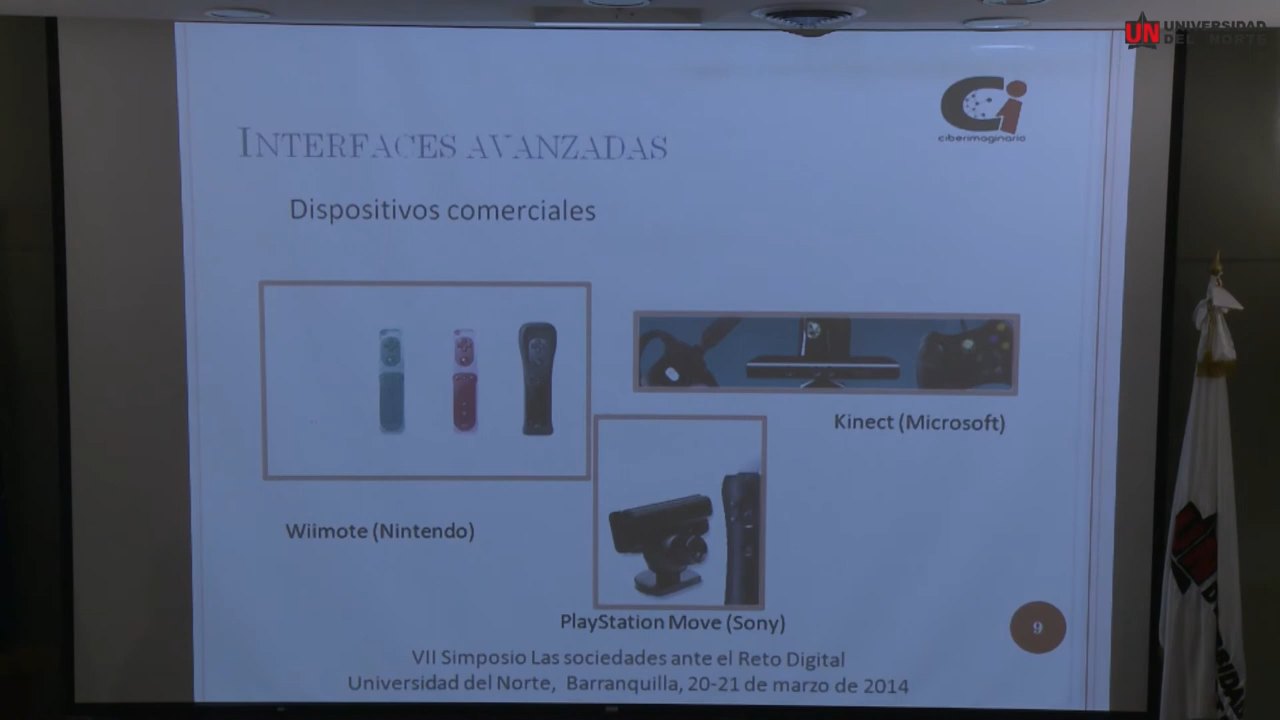 UN UNIVERSIDAD
DEL NORTE
Ci
ciberimaginario
INTERFACES AVANZADAS
Dispositivos comerciales
Kinect (Microsoft)
Wiimote (Nintendo)
PlayStation Move (Sony)
9
VII Simposio Las sociedades ante el Reto Digital
Universidad del Norte, Barranquilla, 20-21 de marzo de 2014